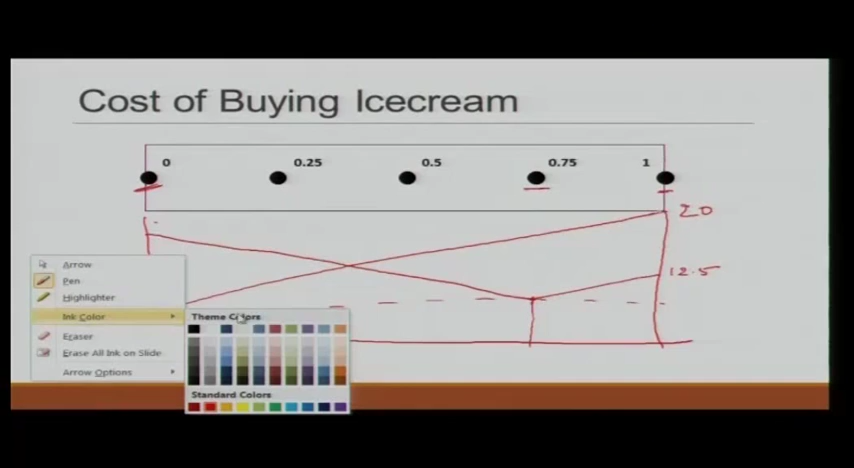 Cost of Buying Icecream
0 0.25 0.5 0.75 1
20
12.5
Arrow
Pen
Highlighter
Ink Color
Eraser
Erase All Ink on Slide
Arrow Options
Theme Colors
Standard Colors